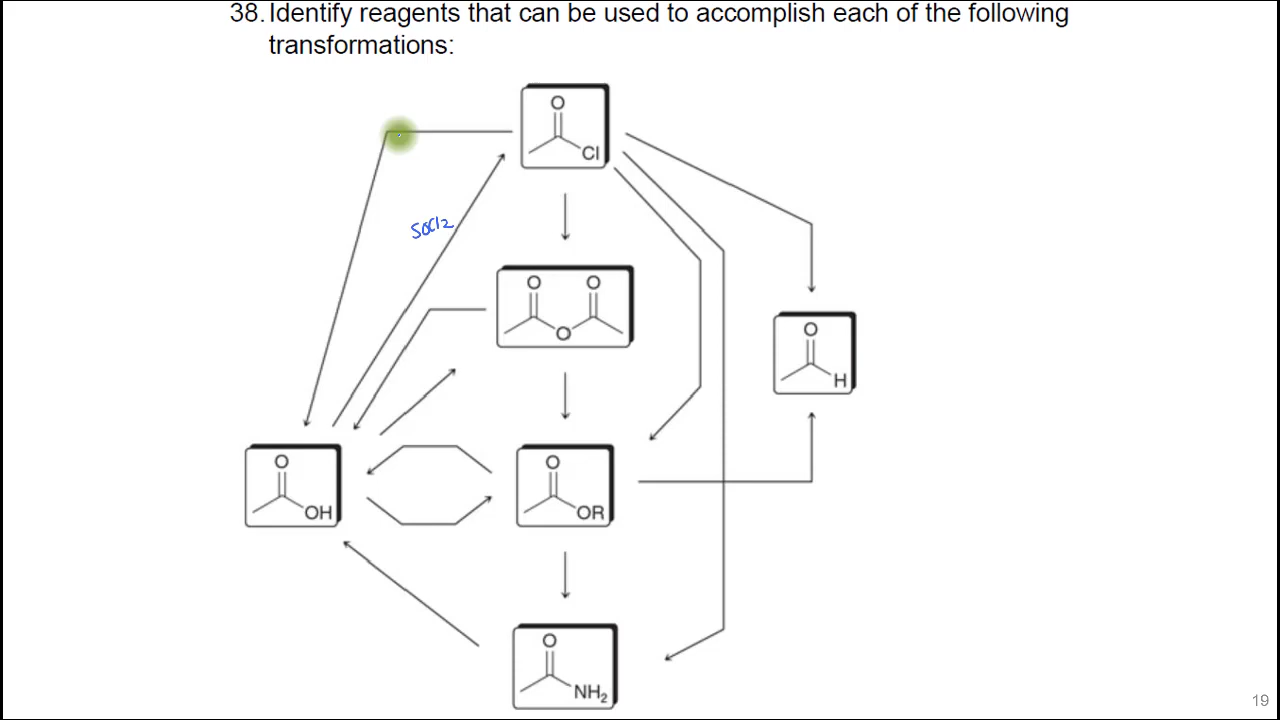 38. Identify reagents that can be used to accomplish each of the following
transformations:
O
Cl
SOCl2
O O
O
O
H
O
OH
O
OR
O
NH2
19